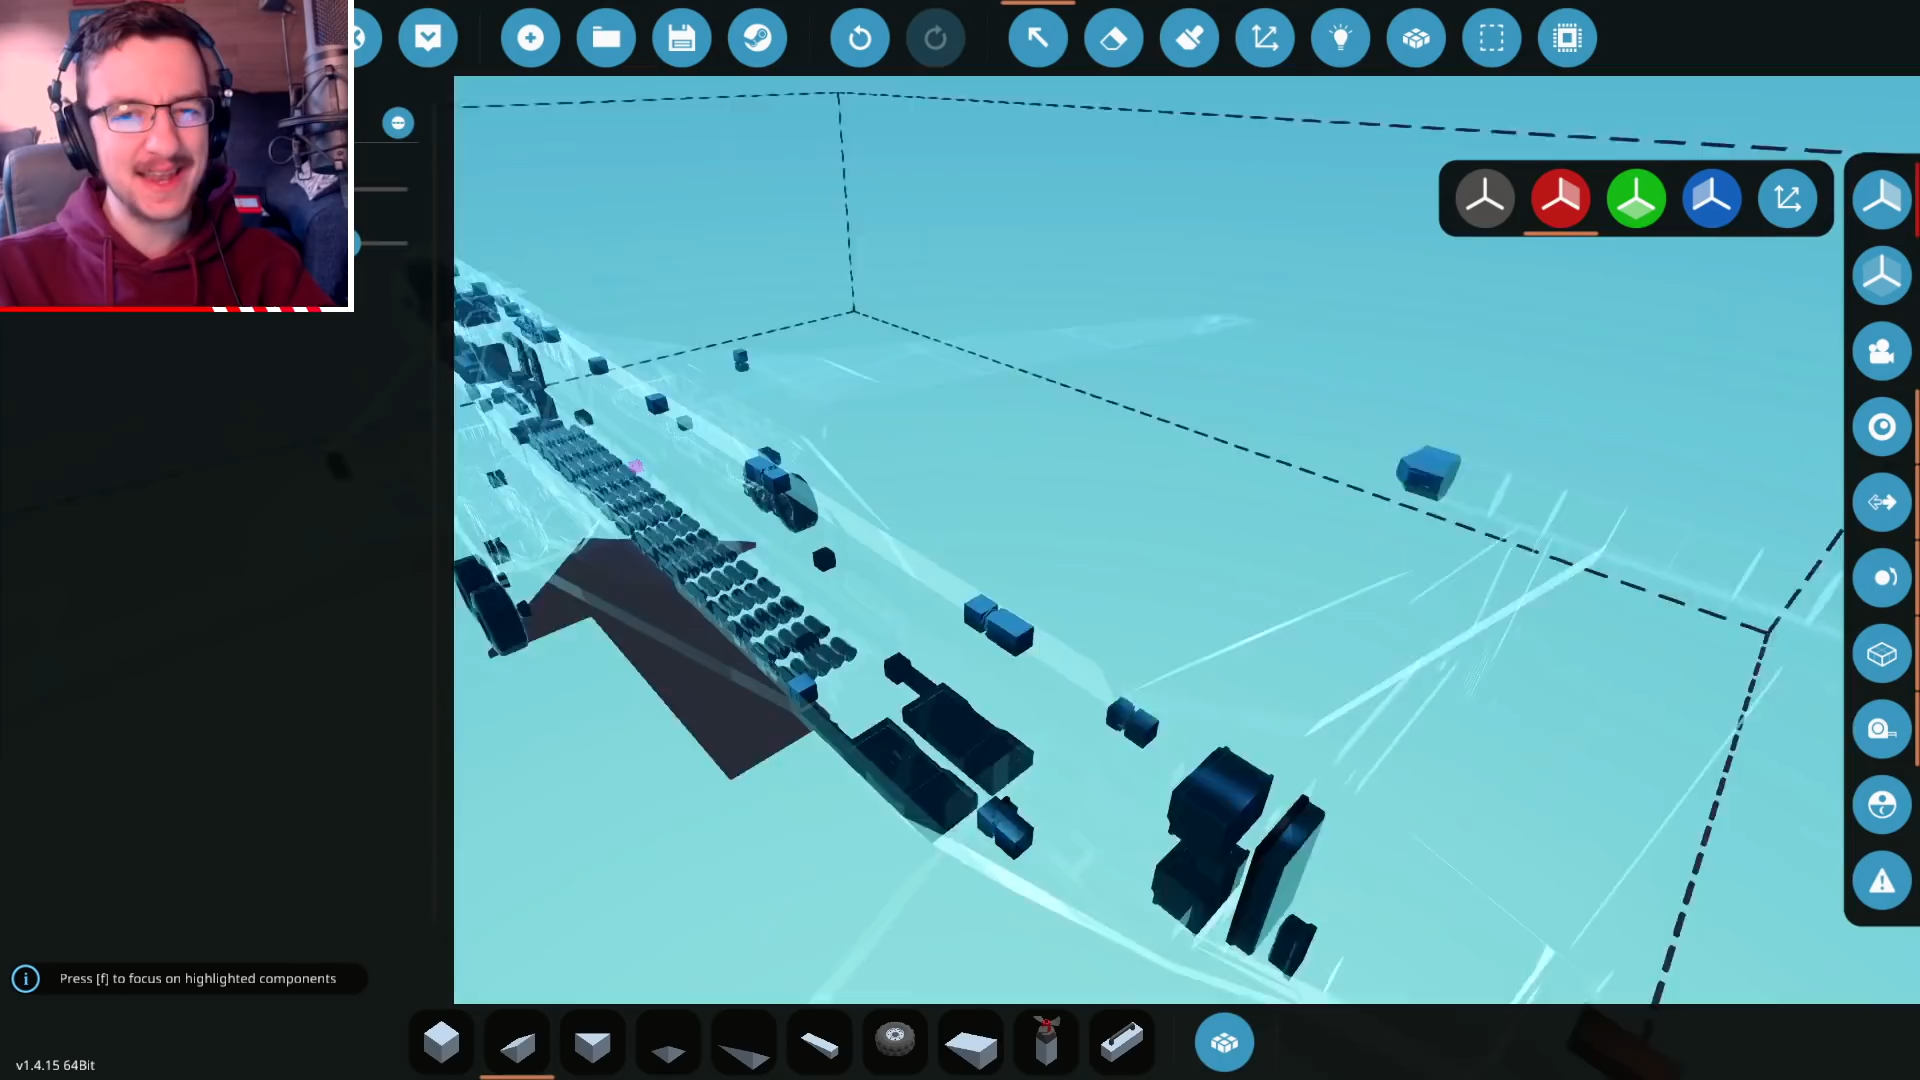 Press [f] to focus on highlighted components
v1.4.15 64Bit